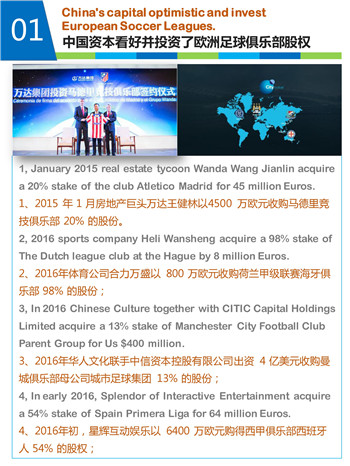 01
China's capital optimistic and invest
European Soccer Leagues.
中国资本看好并投资了欧洲足球俱乐部股权
万达集团投资马德里竞技俱乐部签约仪式
1, January 2015 real estate tycoon Wanda Wang Jianlin acquire
a 20% stake of the club Atletico Madrid for 45 million Euros.
1、2015 年 1 月房地产巨头万达王健林以4500 万欧元收购马德里竞
技俱乐部 20% 的股份。
2, 2016 sports company Heli Wansheng acquire a 98% stake of
The Dutch league club at the Hague by 8 million Euros.
2、2016年体育公司合力万盛以 800 万欧元收购荷兰甲级联赛海牙俱
乐部 98% 的股份；
3, In 2016 Chinese Culture together with CITIC Capital Holdings
Limited acquire a 13% stake of Manchester City Football Club
Parent Group for Us $400 million.
3、2016年华人文化联手中信资本控股有限公司出资 4 亿美元收购曼
城俱乐部母公司城市足球集团 13% 的股份；
4, In early 2016, Splendor of Interactive Entertainment acquire
a 54% stake of Spain Primera Liga for 64 million Euros.
4、2016年初，星辉互动娱乐以 6400 万欧元购得西甲俱乐部西班牙
人 54% 的股权；